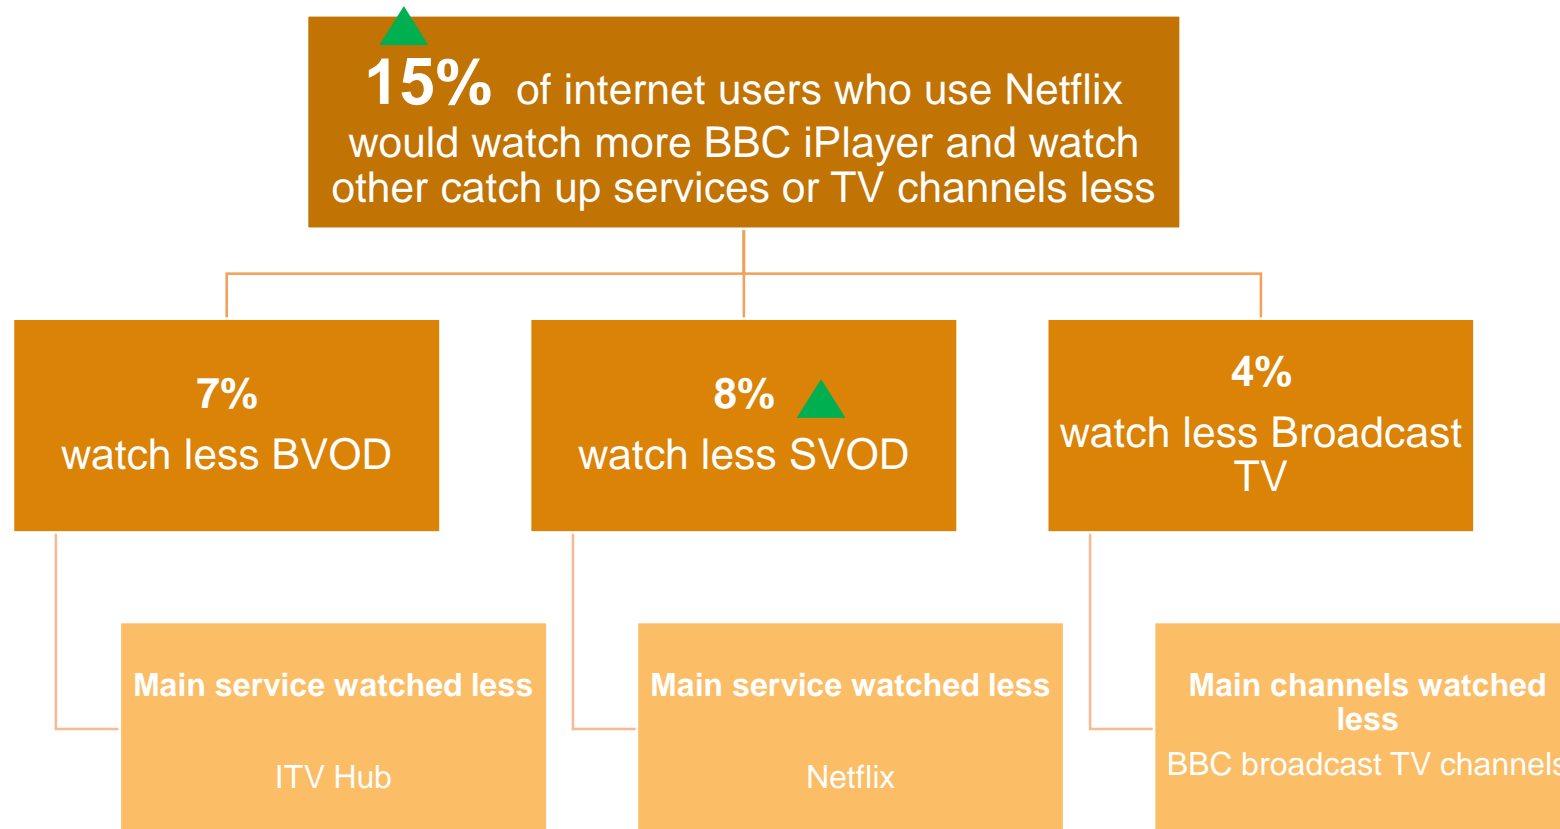 15% of internet users who use Netflix
would watch more BBC iPlayer and watch
other catch up services or TV channels less
7%
watch less BVOD
8%
watch less SVOD
4%
watch less Broadcast
TV
Main service watched less
ITV Hub
Main service watched less
Netflix
Main channels watched
less
BBC broadcast TV channels